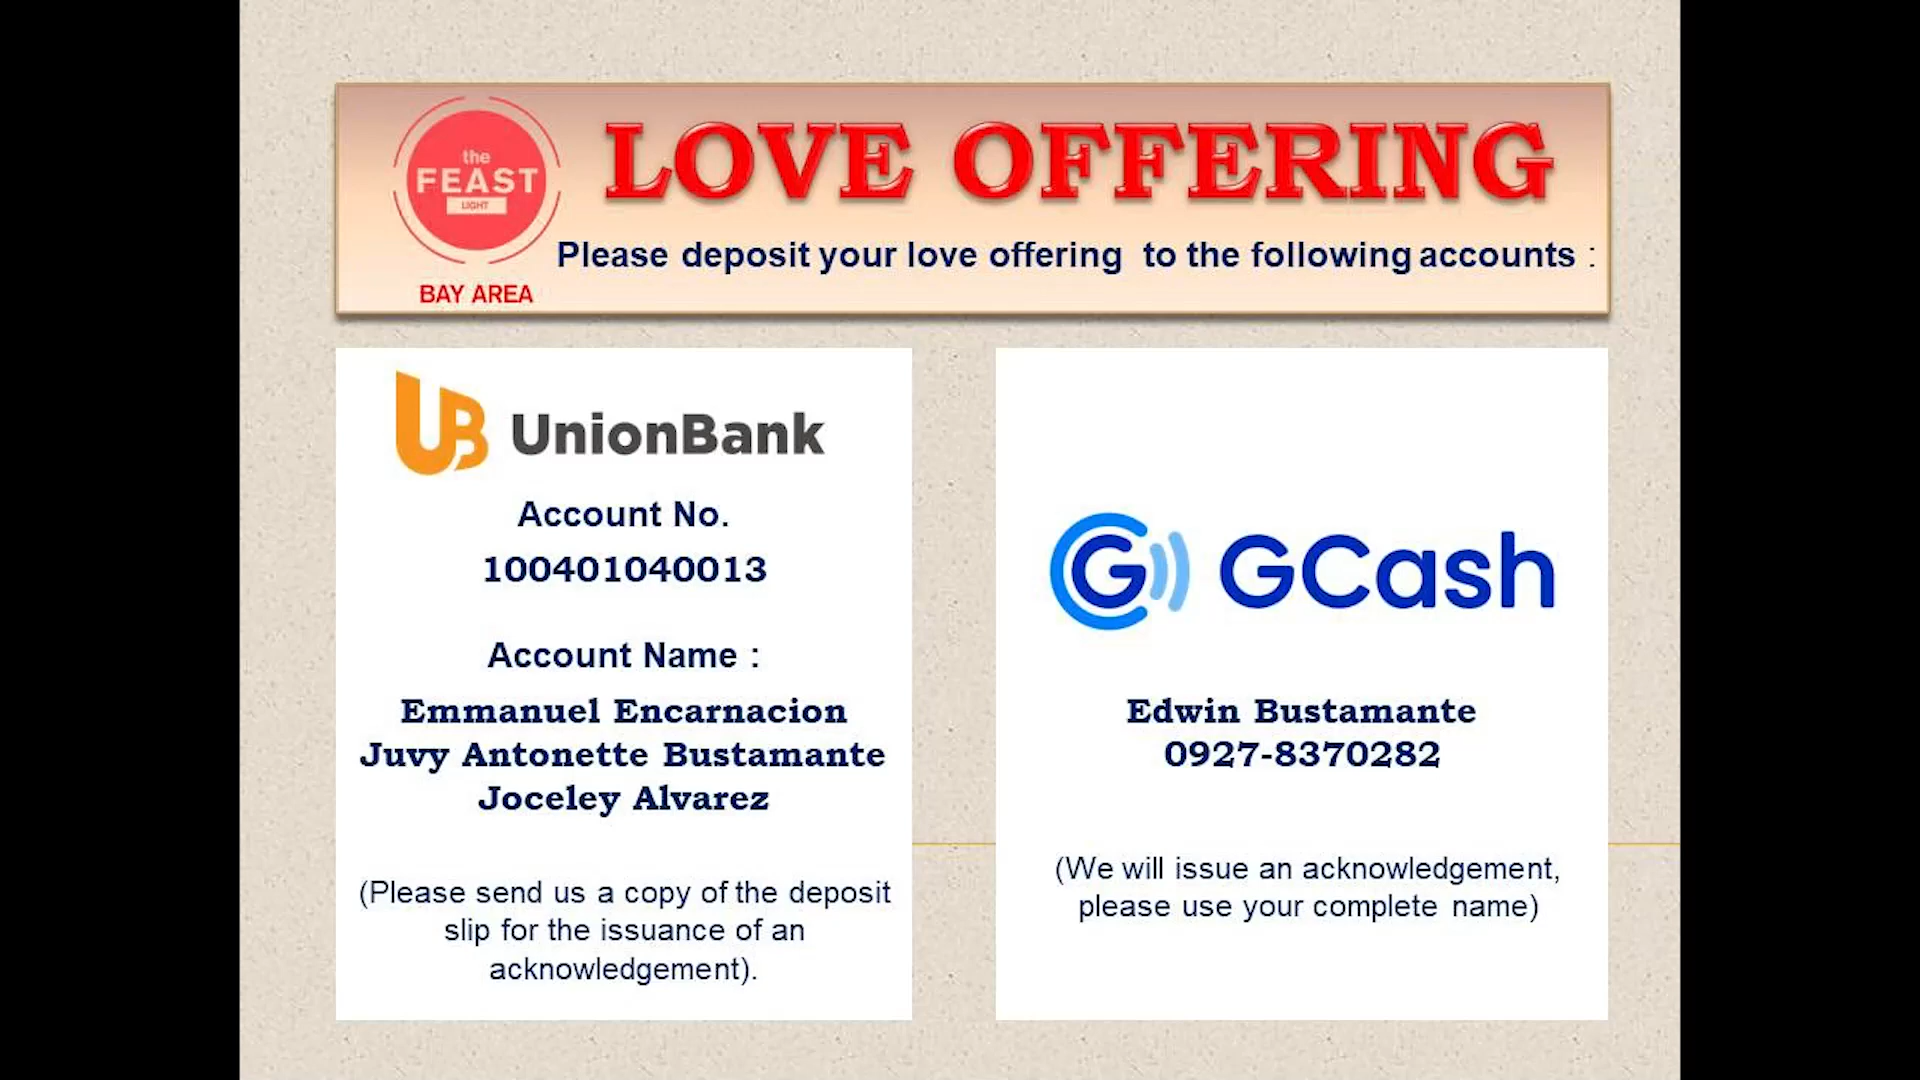 the
FEAST
LIGHT
BAY AREA
LOVE OFFERING
Please deposit your love offering to the following accounts :
UB UnionBank
Account No.
100401040013
Account Name :
Emmanuel Encarnacion
Juvy Antonette Bustamante
Joceley Alvarez
(Please send us a copy of the deposit
slip for the issuance of an
acknowledgement).
G GCash
Edwin Bustamante
0927-8370282
(We will issue an acknowledgement,
please use your complete name)